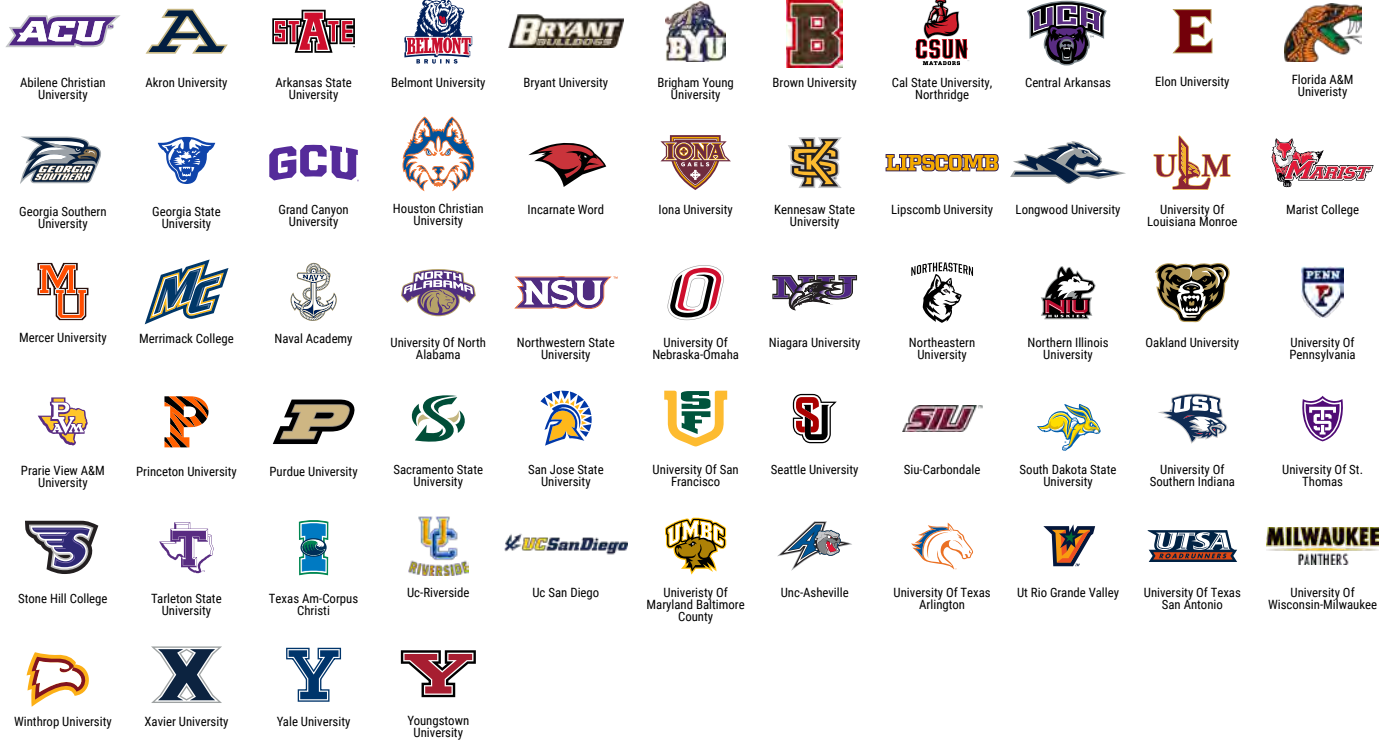 ACU
STATE
BELMONT
BRUINS
BRYANT
BULLDOGS
BYU
B
CSUN
MATADORS
UCA
E
Abilene Christian
University
Akron University
Arkansas State
University
Belmont University
Bryant University
Brigham Young
University
Brown University
Cal State University,
Northridge
Central Arkansas
Elon University
Florida A&M
Univeristy
GEORGIA
SOUTHERN
GCU
IONA
GAELS
KS
LIPSCOMB
ULM
MARIST
Georgia Southern
University
Georgia State
University
Grand Canyon
University
Houston Christian
University
Incarnate Word
Iona University
Kennesaw State
University
Lipscomb University
Longwood University
University Of
Louisiana Monroe
Marist College
MU
MC
NAVY
NORTH
ALABAMA
NSU
O
NU
NORTHEASTERN
NIU
HUSKIES
PENN
P
Mercer University
Merrimack College
Naval Academy
University Of North
Alabama
Northwestern State
University
University Of
Nebraska-Omaha
Niagara University
Northeastern
University
Northern Illinois
University
Oakland University
University Of
Pennsylvania
PVAM
P
P
S
SF
SU
SIU
USI
ST
Prarie View A&M
University
Princeton University
Purdue University
Sacramento State
University
San Jose State
University
University Of San
Francisco
Seattle University
Siu-Carbondale
South Dakota State
University
University Of
Southern Indiana
University Of St.
Thomas
S
T
I
UC
RIVERSIDE
UC San Diego
UMBC
A
V
UTSA
ROADRUNNERS
MILWAUKEE
PANTHERS
Stone Hill College
Tarleton State
University
Texas Am-Corpus
Christi
Uc-Riverside
Uc San Diego
Univeristy Of
Maryland Baltimore
County
Unc-Asheville
University Of Texas
Arlington
Ut Rio Grande Valley
University Of Texas
San Antonio
University Of
Wisconsin-Milwaukee
X
Y
Y
Winthrop University
Xavier University
Yale University
Youngstown
University